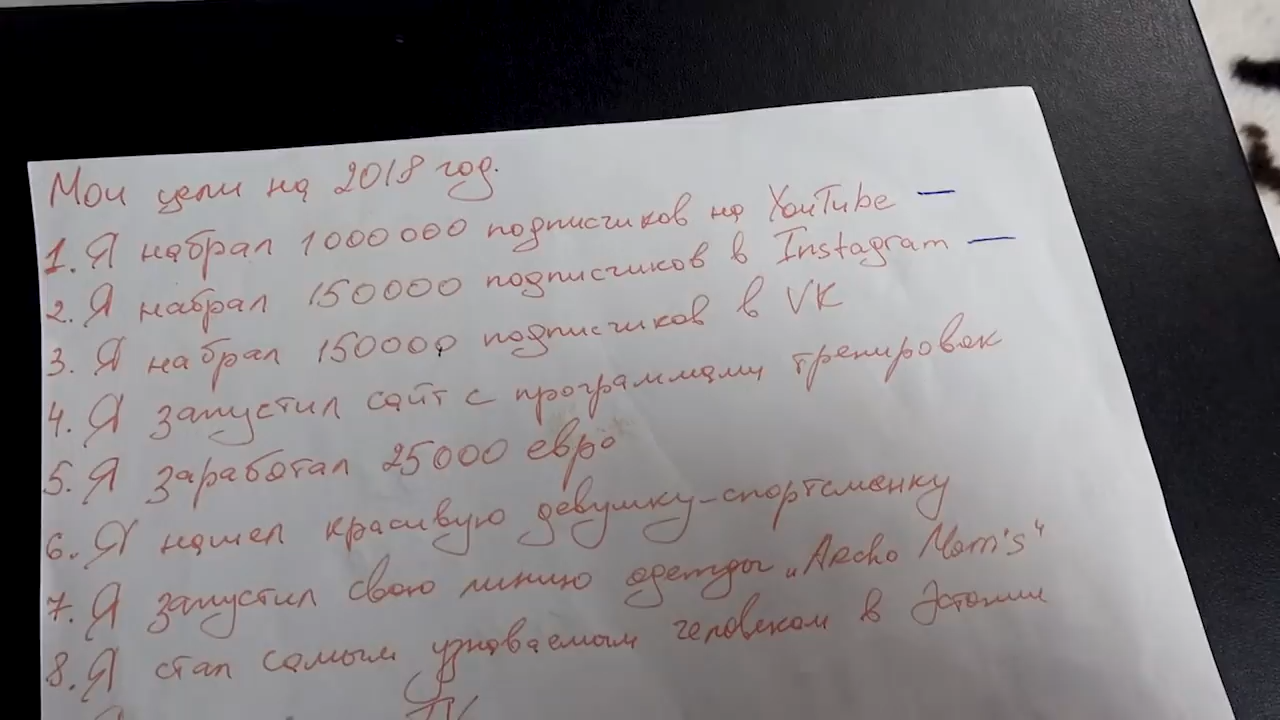 Мои цели на 2018 год.
1. Я набрал 1000000 подписчиков на YouTube —
2. Я набрал 150000 подписчиков в Instagram —
3. Я набрал 150000 подписчиков в VK
4. Я запустил сайт с программами тренировок
5. Я заработал 25000 евро
6. Я нашел красивую девушку-спортсменку
7. Я запустил свою линию одежды „Archo Mom's“
8. Я стал самым узноваемым человеком в Эстонии